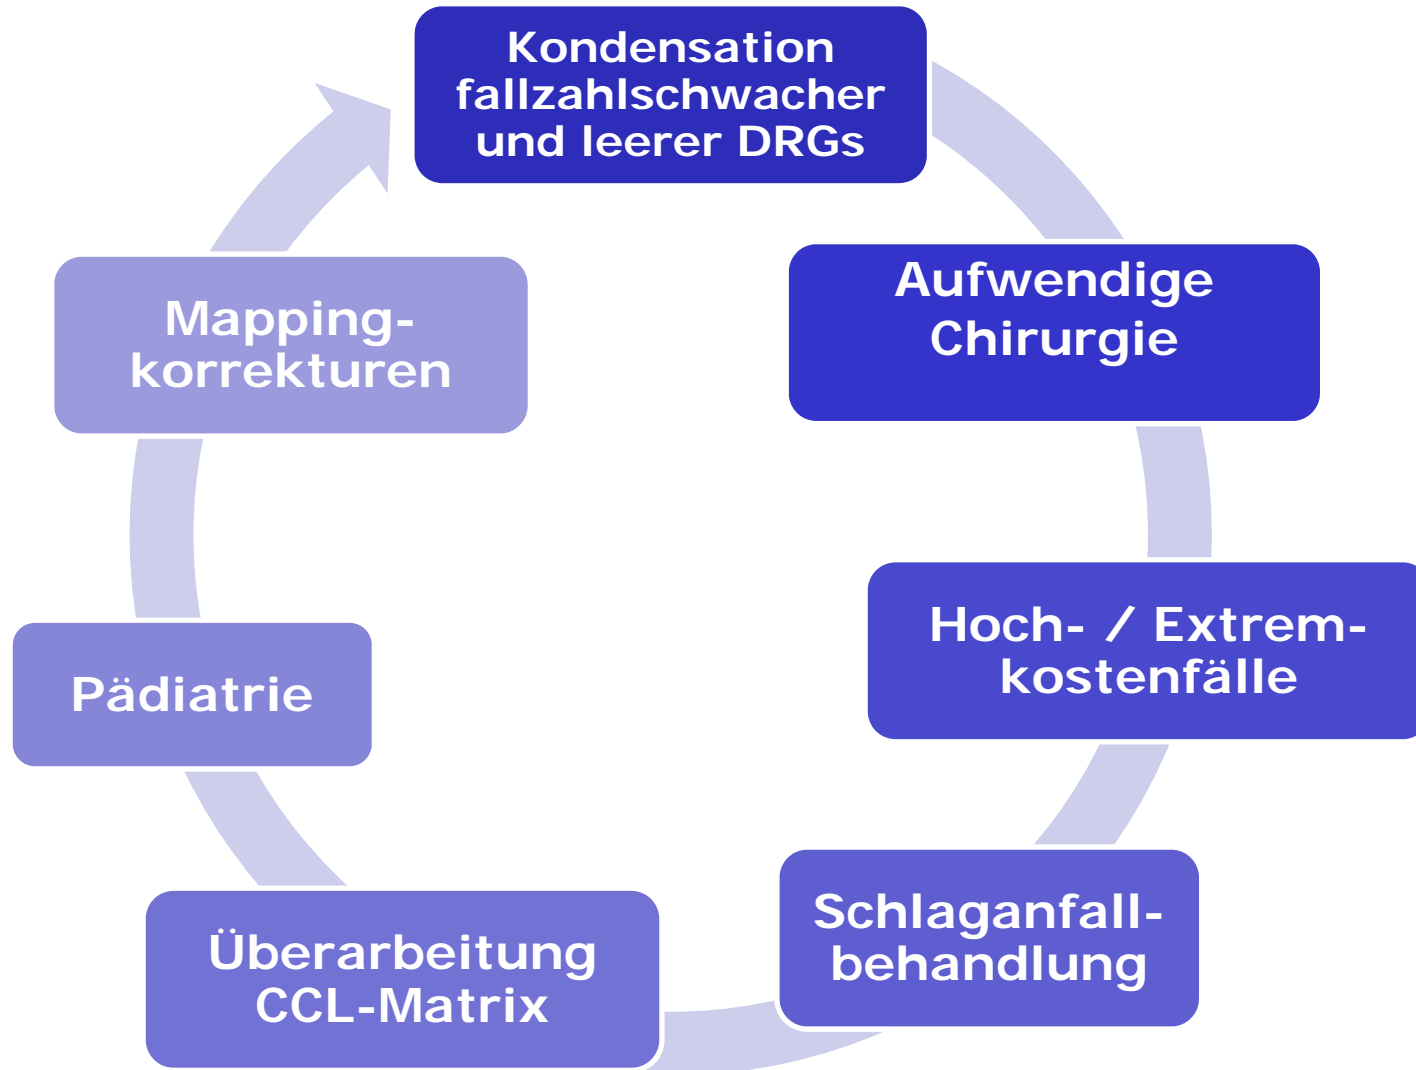 Kondensation
fallzahlschwacher
und leerer DRGs
Aufwendige
Chirurgie
Hoch- / Extrem-
kostenfälle
Schlaganfall-
behandlung
Überarbeitung
CCL-Matrix
Pädiatrie
Mapping-
korrekturen